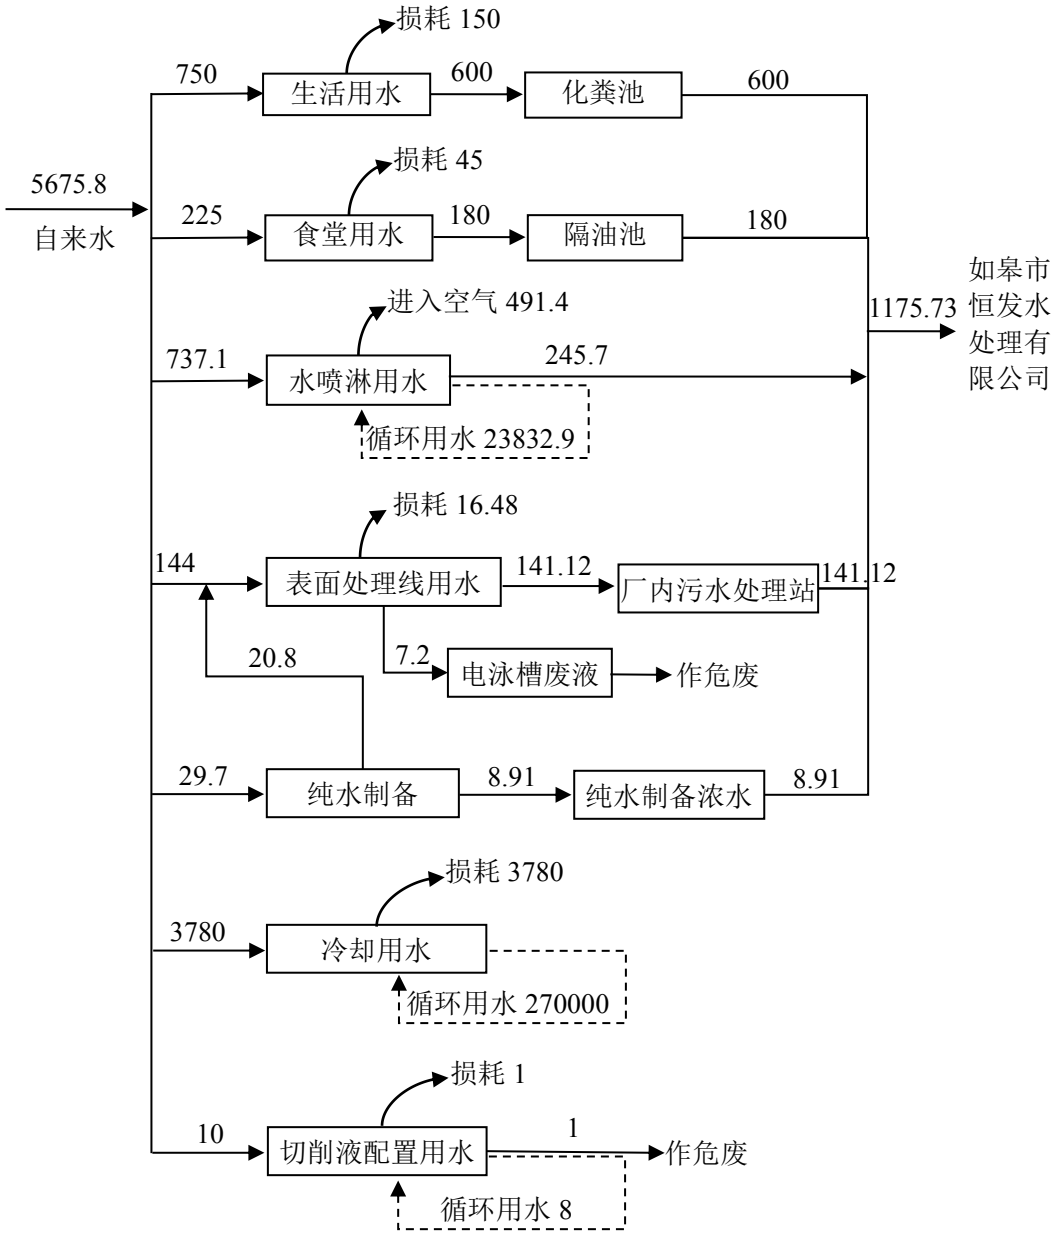 损耗 150
750
生活用水
600
化粪池
600
损耗 45
5675.8
自来水
225
食堂用水
180
隔油池
180
进入空气 491.4
737.1
水喷淋用水
245.7
循环用水 23832.9
1175.73
如皋市
恒发水
处理有
限公司
损耗 16.48
144
表面处理线用水
141.12
厂内污水处理站
141.12
20.8
7.2
电泳槽废液
作危废
29.7
纯水制备
8.91
纯水制备浓水
8.91
损耗 3780
3780
冷却用水
循环用水 270000
损耗 1
10
切削液配置用水
1
作危废
循环用水 8